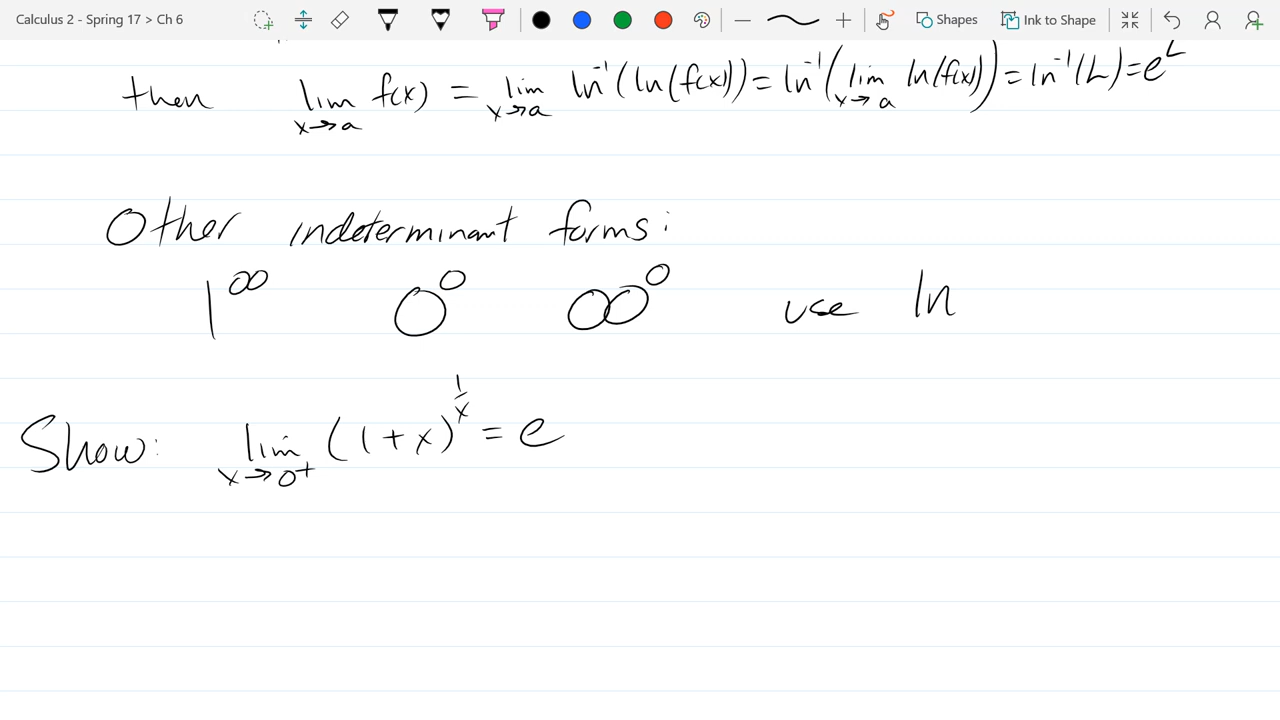 Calculus 2 - Spring 17 > Ch 6 Shapes Ink to Shape
then lim x→a f(x) = lim x→a ln⁻¹(ln(f(x))) = ln⁻¹(lim x→a ln(f(x))) = ln⁻¹(L) = e^L
Other indeterminant forms:
1^∞ 0^0 ∞^0 use ln
Show: lim x→0⁺ (1+x)^(1/x) = e